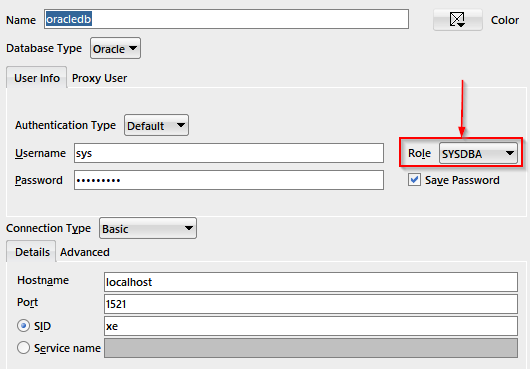 Name oracledb Color
Database Type Oracle
User Info Proxy User
Authentication Type Default
Username sys Role SYSDBA
Password ••••••••• Save Password
Connection Type Basic
Details Advanced
Hostname localhost
Port 1521
SID xe
Service name